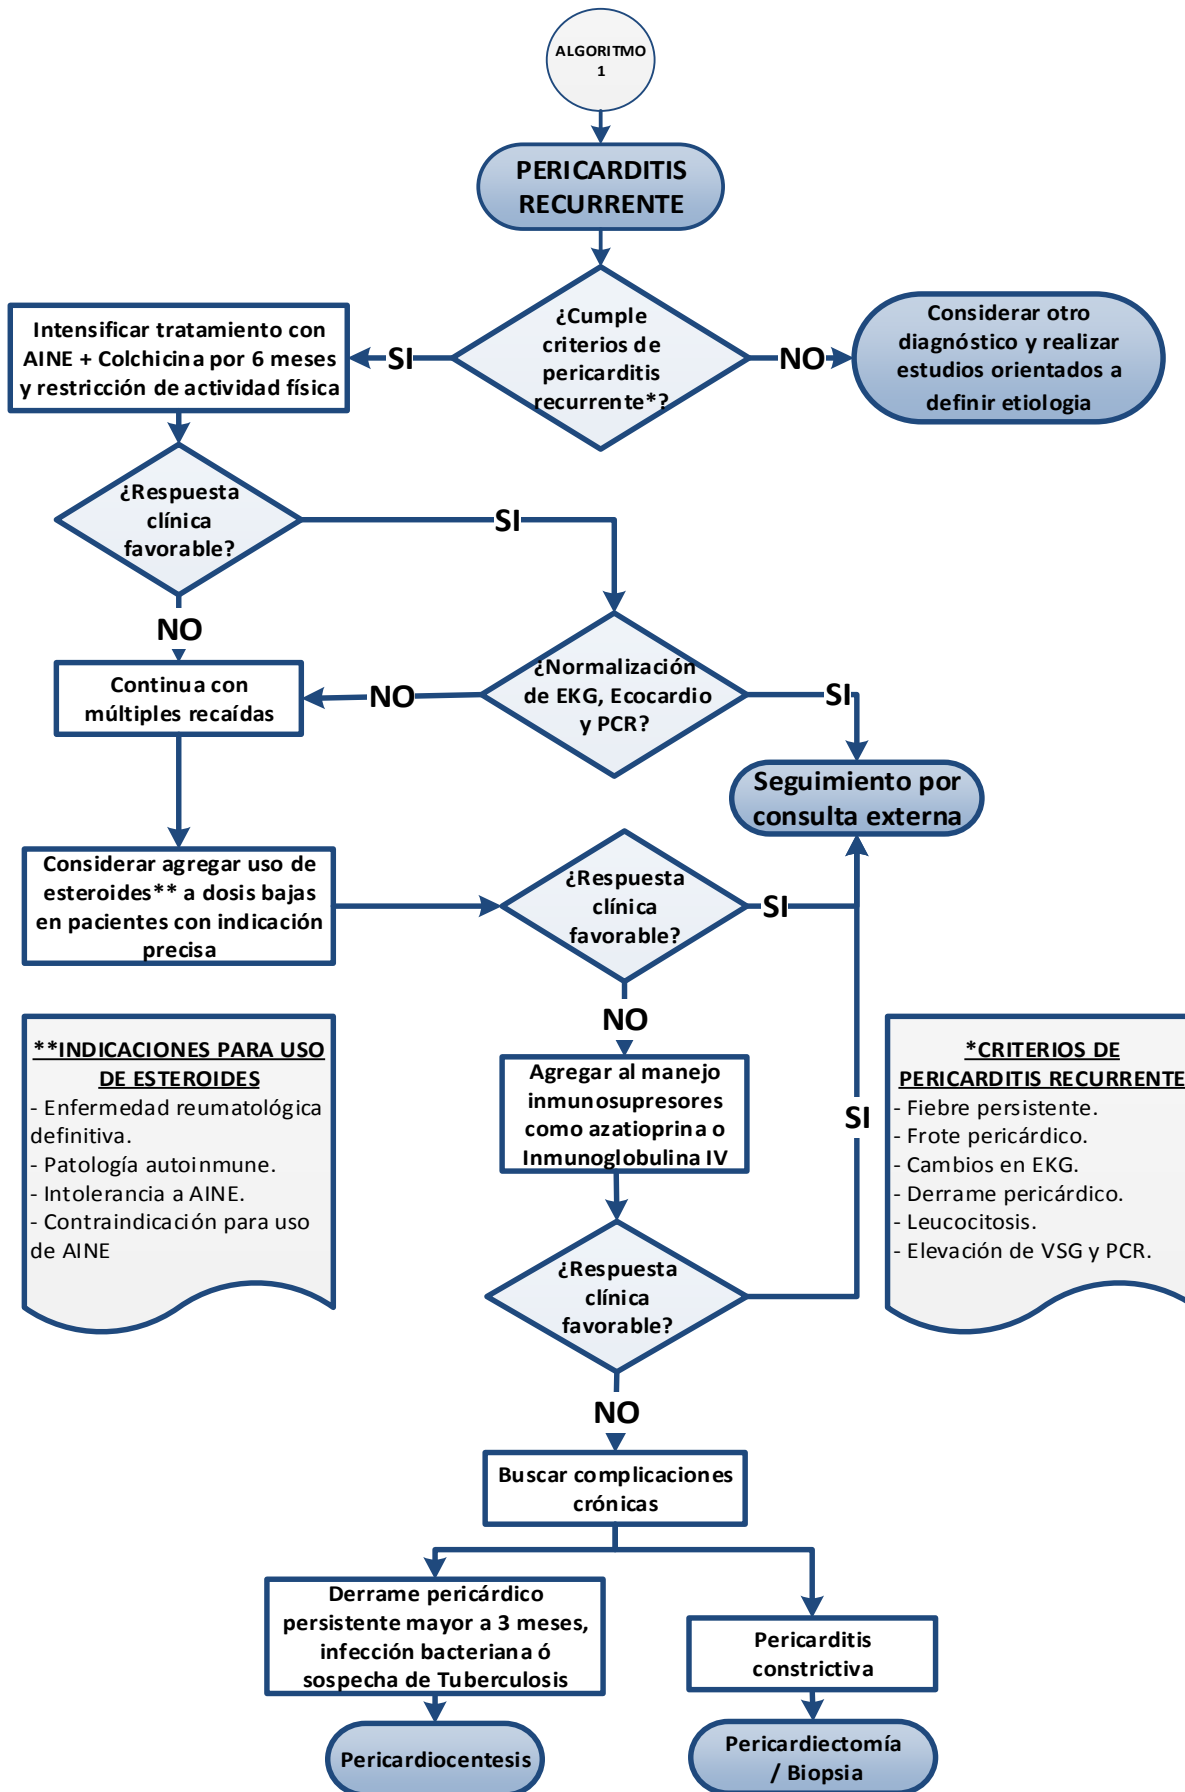 ALGORITMO
1
PERICARDITIS
RECURRENTE
¿Cumple
criterios de
pericarditis
recurrente*?
SI
NO
Intensificar tratamiento con
AINE + Colchicina por 6 meses
y restricción de actividad física
Considerar otro
diagnóstico y realizar
estudios orientados a
definir etiologia
¿Respuesta
clínica
favorable?
SI
NO
¿Normalización
de EKG, Ecocardio
y PCR?
NO
SI
Continua con
múltiples recaídas
Seguimiento por
consulta externa
Considerar agregar uso de
esteroides** a dosis bajas
en pacientes con indicación
precisa
¿Respuesta
clínica
favorable?
SI
NO
**INDICACIONES PARA USO
DE ESTEROIDES
- Enfermedad reumatológica
definitiva.
- Patología autoinmune.
- Intolerancia a AINE.
- Contraindicación para uso
de AINE
Agregar al manejo
inmunosupresores
como azatioprina o
Inmunoglobulina IV
SI
*CRITERIOS DE
PERICARDITIS RECURRENTE
- Fiebre persistente.
- Frote pericárdico.
- Cambios en EKG.
- Derrame pericárdico.
- Leucocitosis.
- Elevación de VSG y PCR.
¿Respuesta
clínica
favorable?
NO
Buscar complicaciones
crónicas
Derrame pericárdico
persistente mayor a 3 meses,
infección bacteriana ó
sospecha de Tuberculosis
Pericarditis
constrictiva
Pericardiocentesis
Pericardiectomía
/ Biopsia